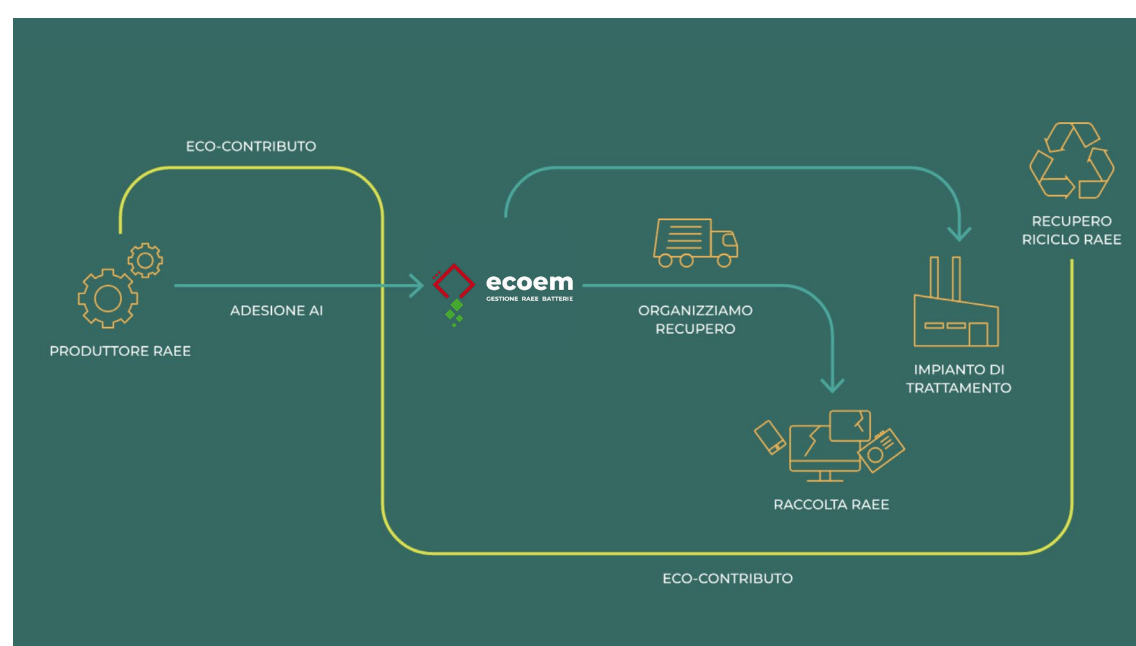 ECO-CONTRIBUTO
RECUPERO
RICICLO RAEE
ecoem
GESTIONE RAEE BATTERIE
ADESIONE AI
ORGANIZZIAMO
RECUPERO
PRODUTTORE RAEE
IMPIANTO DI
TRATTAMENTO
RACCOLTA RAEE
ECO-CONTRIBUTO